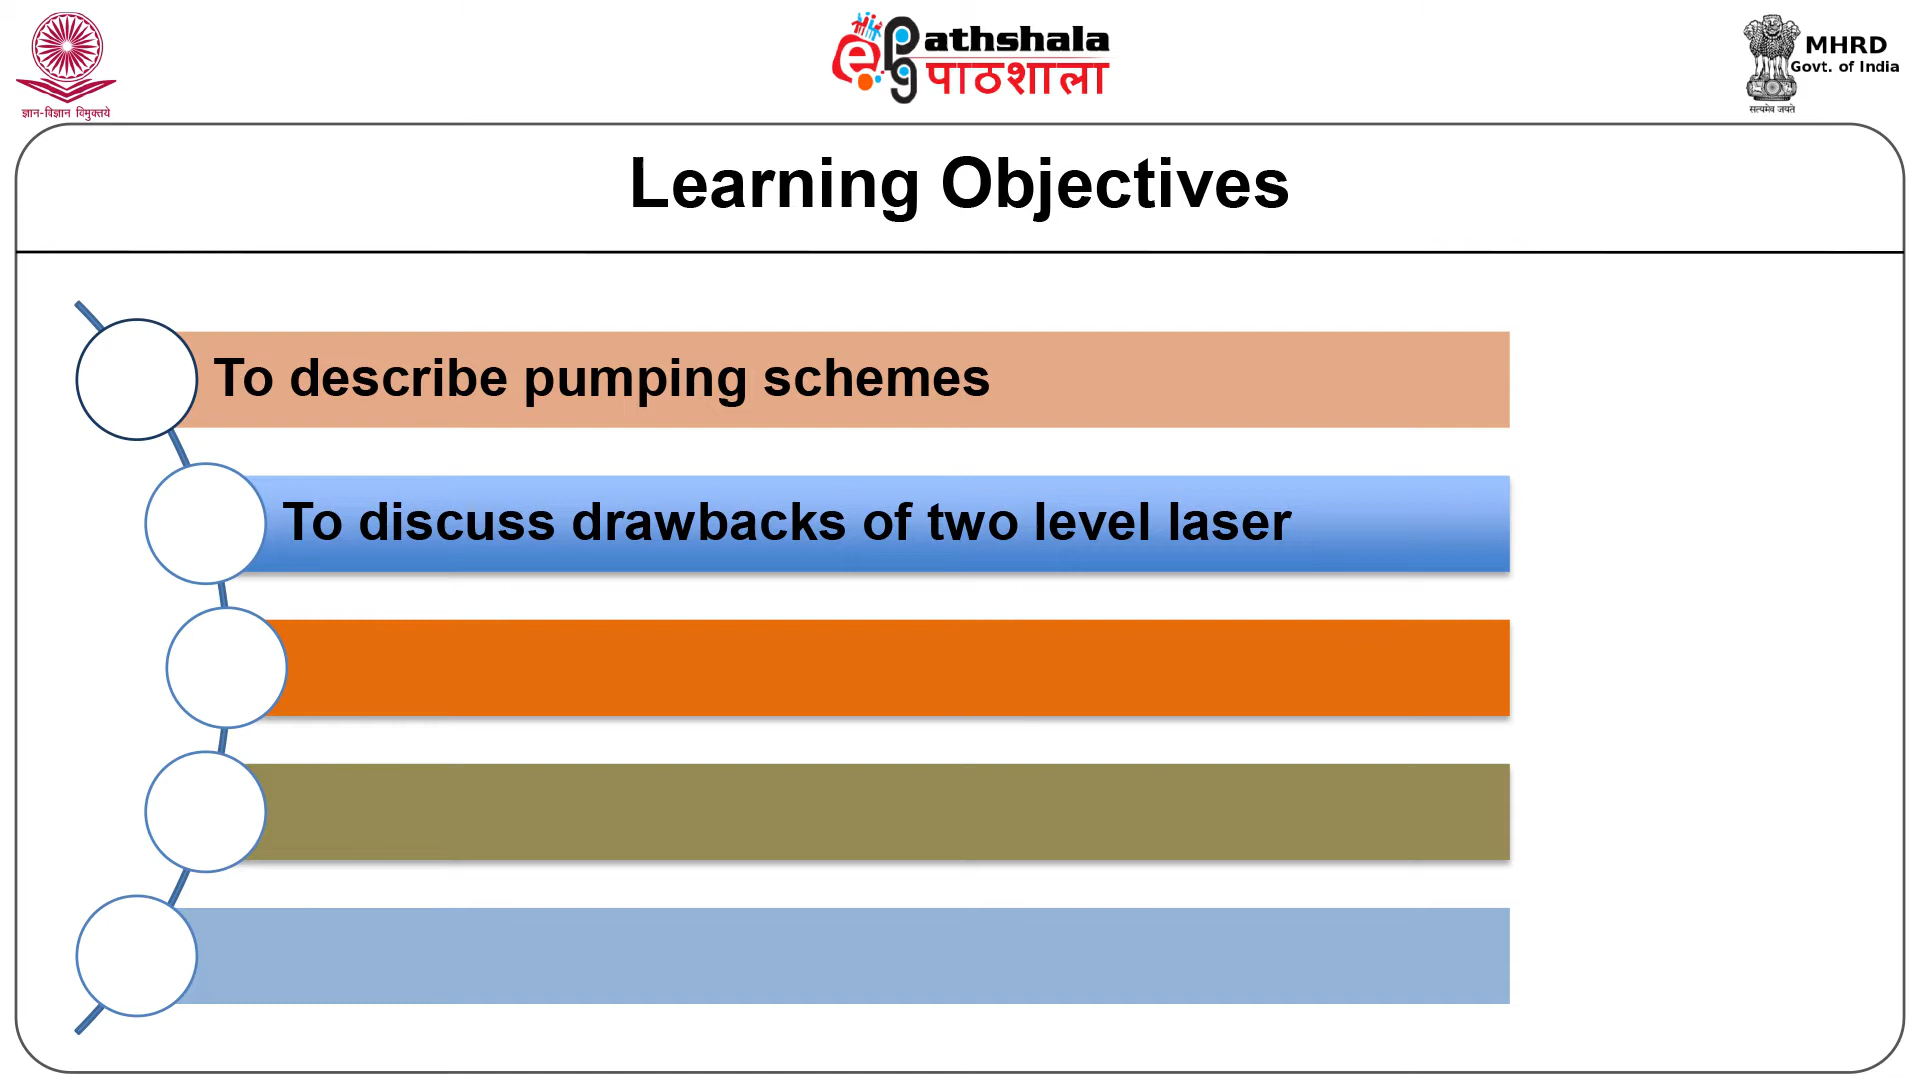 ज्ञान-विज्ञान विमुक्तये
e
pg
athshala
पाठशाला
MHRD
Govt. of India
सत्यमेव जयते
Learning Objectives
To describe pumping schemes
To discuss drawbacks of two level laser